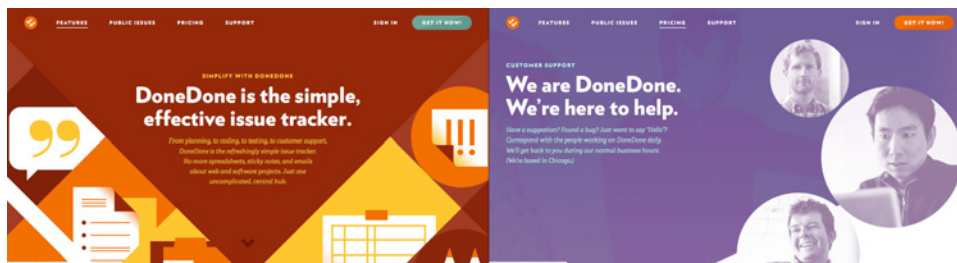 FEATURES PUBLIC ISSUES PRICING SUPPORT SIGN IN GET IT NOW!
SIMPLIFY WITH DONEDONE
DoneDone is the simple,
effective issue tracker.
From planning, to coding, to testing, to customer support,
DoneDone is the refreshingly simple issue tracker.
No more spreadsheets, sticky notes, and emails
about web and software projects. Just one
uncomplicated, central hub.
FEATURES PUBLIC ISSUES PRICING SUPPORT SIGN IN GET IT NOW!
CUSTOMER SUPPORT
We are DoneDone.
We're here to help.
Have a suggestion? Found a bug? Just want to say "Hello"?
Correspond with the people working on DoneDone daily.
We'll get back to you during our normal business hours.
(We're based in Chicago.)